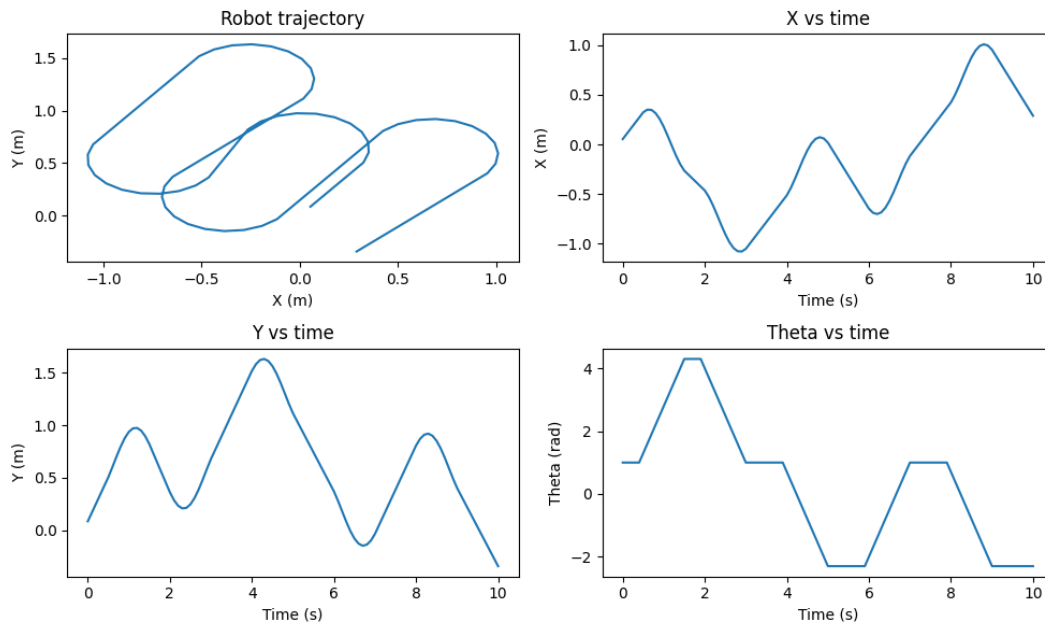 Robot trajectory
1.5
1.0
0.5
0.0
Y (m)
−1.0 −0.5 0.0 0.5 1.0
X (m)
X vs time
1.0
0.5
0.0
−0.5
−1.0
X (m)
0 2 4 6 8 10
Time (s)
Y vs time
1.5
1.0
0.5
0.0
Y (m)
0 2 4 6 8 10
Time (s)
Theta vs time
4
2
0
−2
Theta (rad)
0 2 4 6 8 10
Time (s)